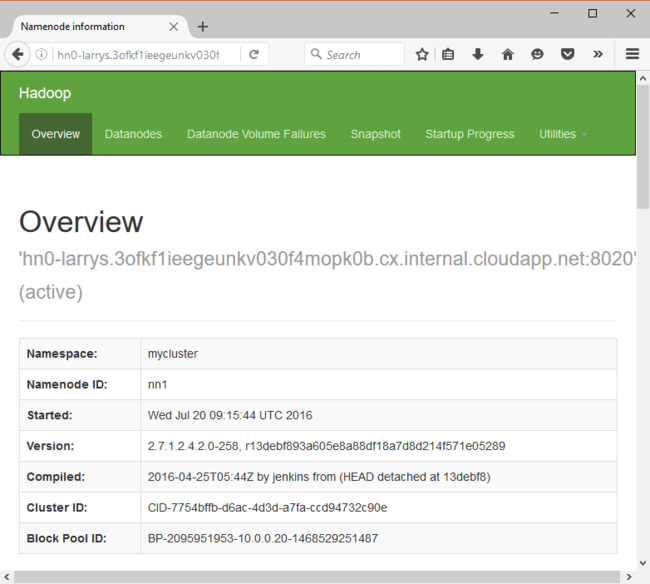 Namenode information
hn0-larrys.3ofkf1ieegeunkv030f
Search
Hadoop
Overview Datanodes Datanode Volume Failures Snapshot Startup Progress Utilities
Overview
'hn0-larrys.3ofkf1ieegeunkv030f4mopk0b.cx.internal.cloudapp.net:8020'
(active)
Namespace: mycluster
Namenode ID: nn1
Started: Wed Jul 20 09:15:44 UTC 2016
Version: 2.7.1.2.4.2.0-258, r13debf893a605e8a88df18a7d8d214f571e05289
Compiled: 2016-04-25T05:44Z by jenkins from (HEAD detached at 13debf8)
Cluster ID: CID-7754bffb-d6ac-4d3d-a7fa-ccd94732c90e
Block Pool ID: BP-2095951953-10.0.0.20-1468529251487